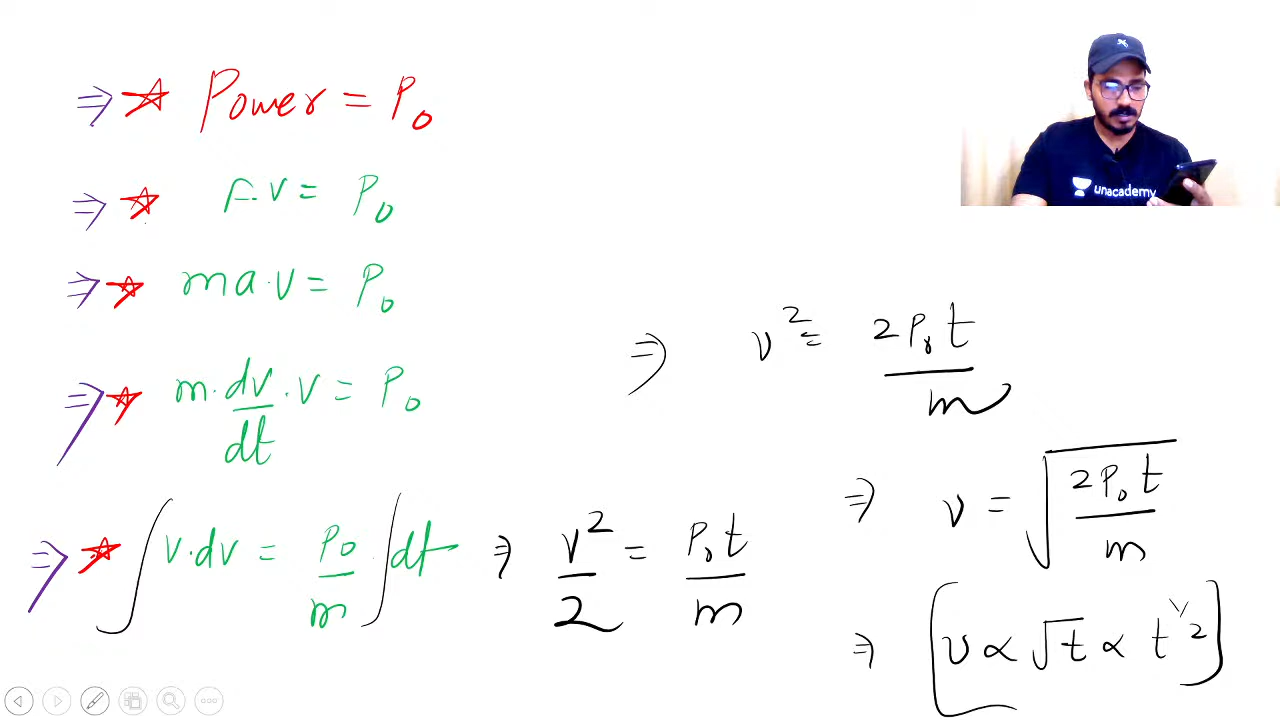 ⇒ ☆ Power = P₀
⇒ ☆ F.v = P₀
⇒ ☆ ma.v = P₀
⇒ ☆ m.dv/dt.v = P₀
⇒ ☆ ∫v.dv = P₀/m.∫dt ⇒ v²/2 = P₀t/m
⇒ v² = 2P₀t/m
⇒ v = √(2P₀t/m)
⇒ [v ∝ √t ∝ t^1/2]
unacademy